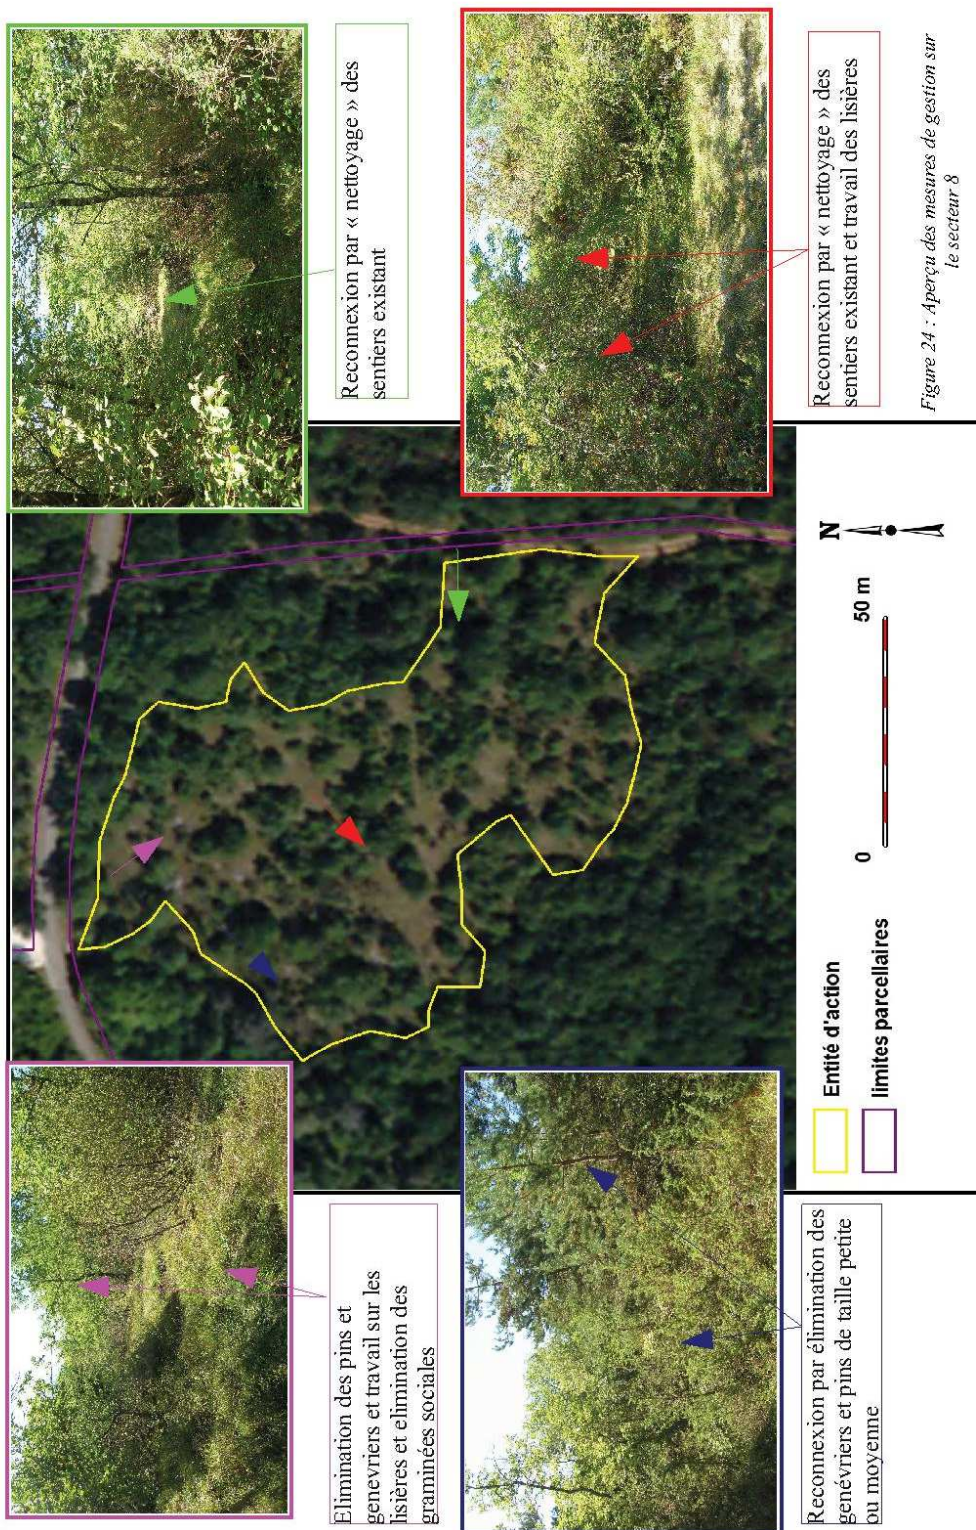 Elimination des pins et
genévriers et travail sur les
lisières et elimination des
graminées sociales
Reconnexion par « nettoyage » des
sentiers existant
Reconnexion par élimination des
genévriers et pins de taille petite
ou moyenne
Entité d'action
limites parcellaires
0
50 m
N
Reconnexion par « nettoyage » des
sentiers existant et travail des lisières
Figure 24 : Aperçu des mesures de gestion sur
le secteur 8